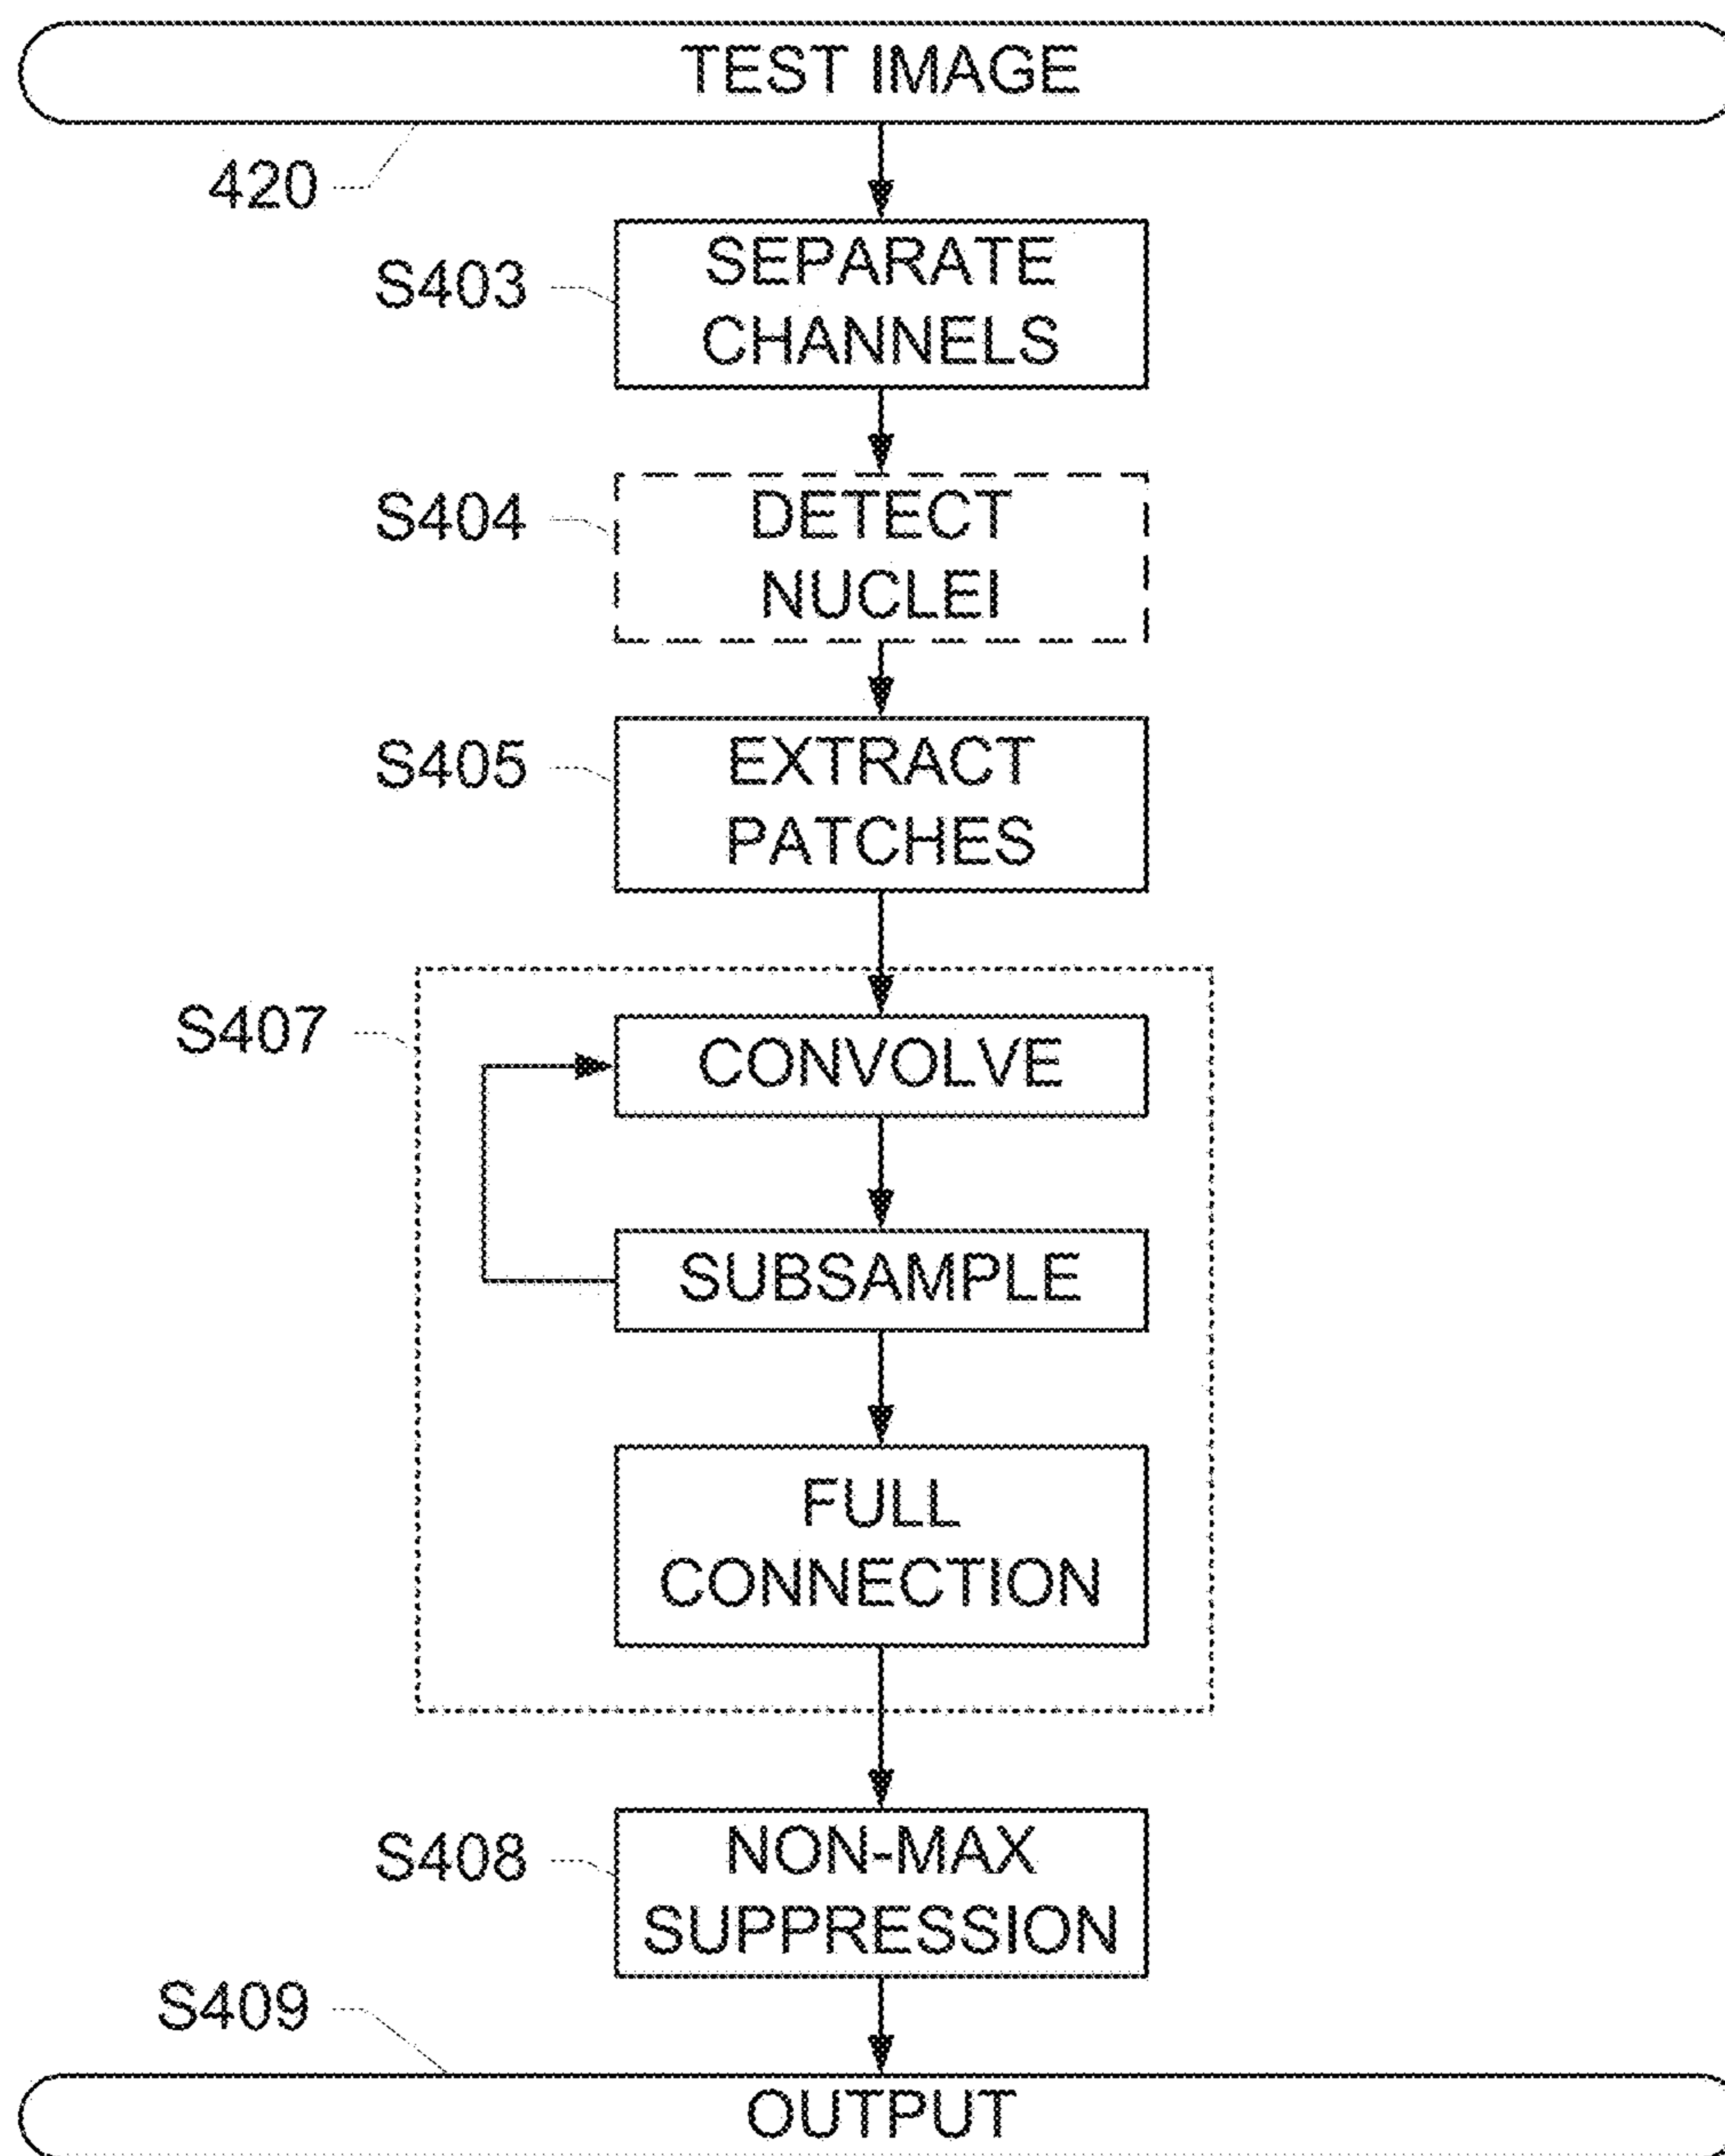 TEST IMAGE
420
S403
SEPARATE
CHANNELS
S404
DETECT
NUCLEI
S405
EXTRACT
PATCHES
S407
CONVOLVE
SUBSAMPLE
FULL
CONNECTION
S408
NON-MAX
SUPPRESSION
S409
OUTPUT